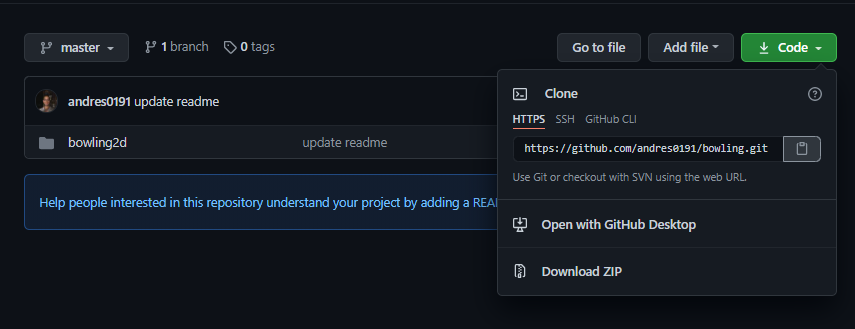 master 1 branch 0 tags Go to file Add file Code
andres0191 update readme
bowling2d update readme
Help people interested in this repository understand your project by adding a REA
Clone
HTTPS SSH GitHub CLI
https://github.com/andres0191/bowling.git
Use Git or checkout with SVN using the web URL.
Open with GitHub Desktop
Download ZIP